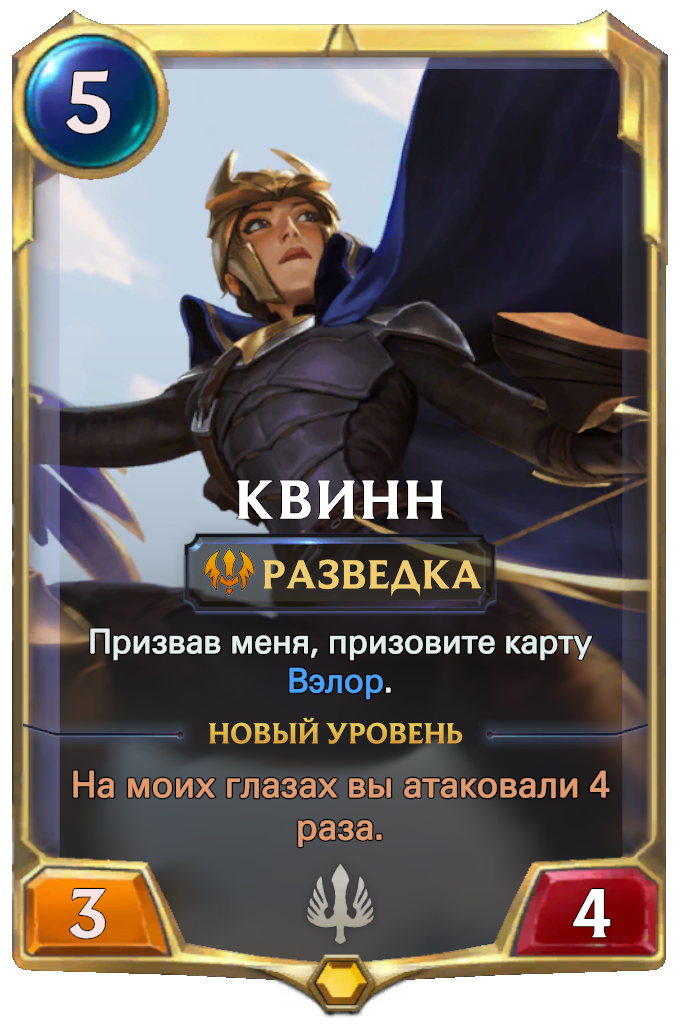 5
КВИНН
РАЗВЕДКА
Призвав меня, призовите карту
Вэлор.
НОВЫЙ УРОВЕНЬ
На моих глазах вы атаковали 4
раза.
3
4